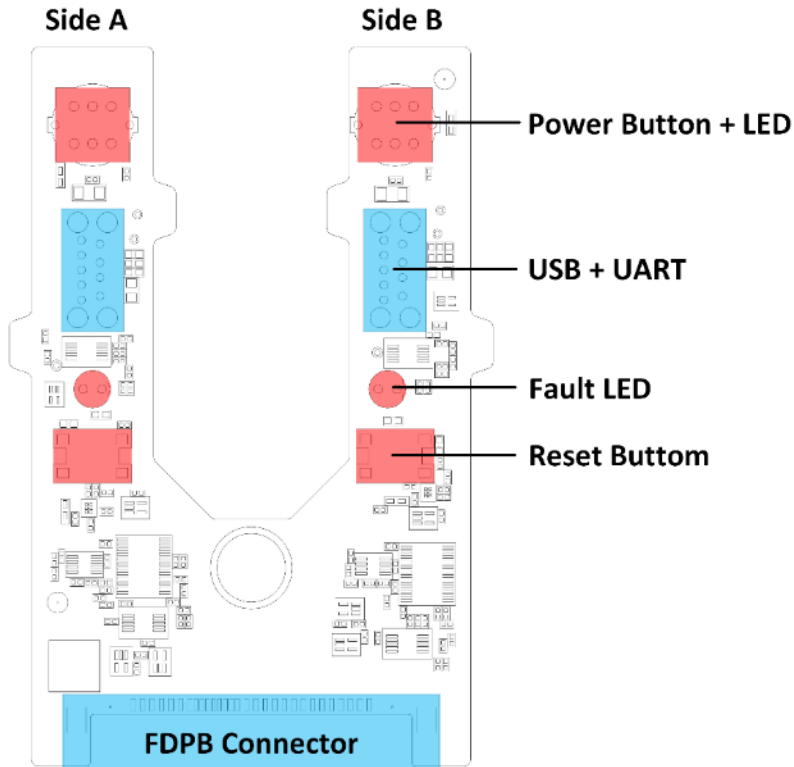 Side A
Side B
Power Button + LED
USB + UART
Fault LED
Reset Buttom
FDPB Connector